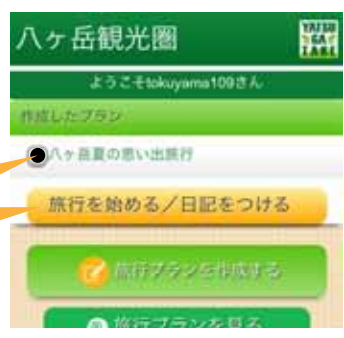 八ヶ岳観光圏
YATSU
GA
TAKE
ようこそtokuyama109さん
作成したプラン
八ヶ岳夏の思い出旅行
旅行を始める／日記をつける
旅行プランを作成する
旅行プランを見る